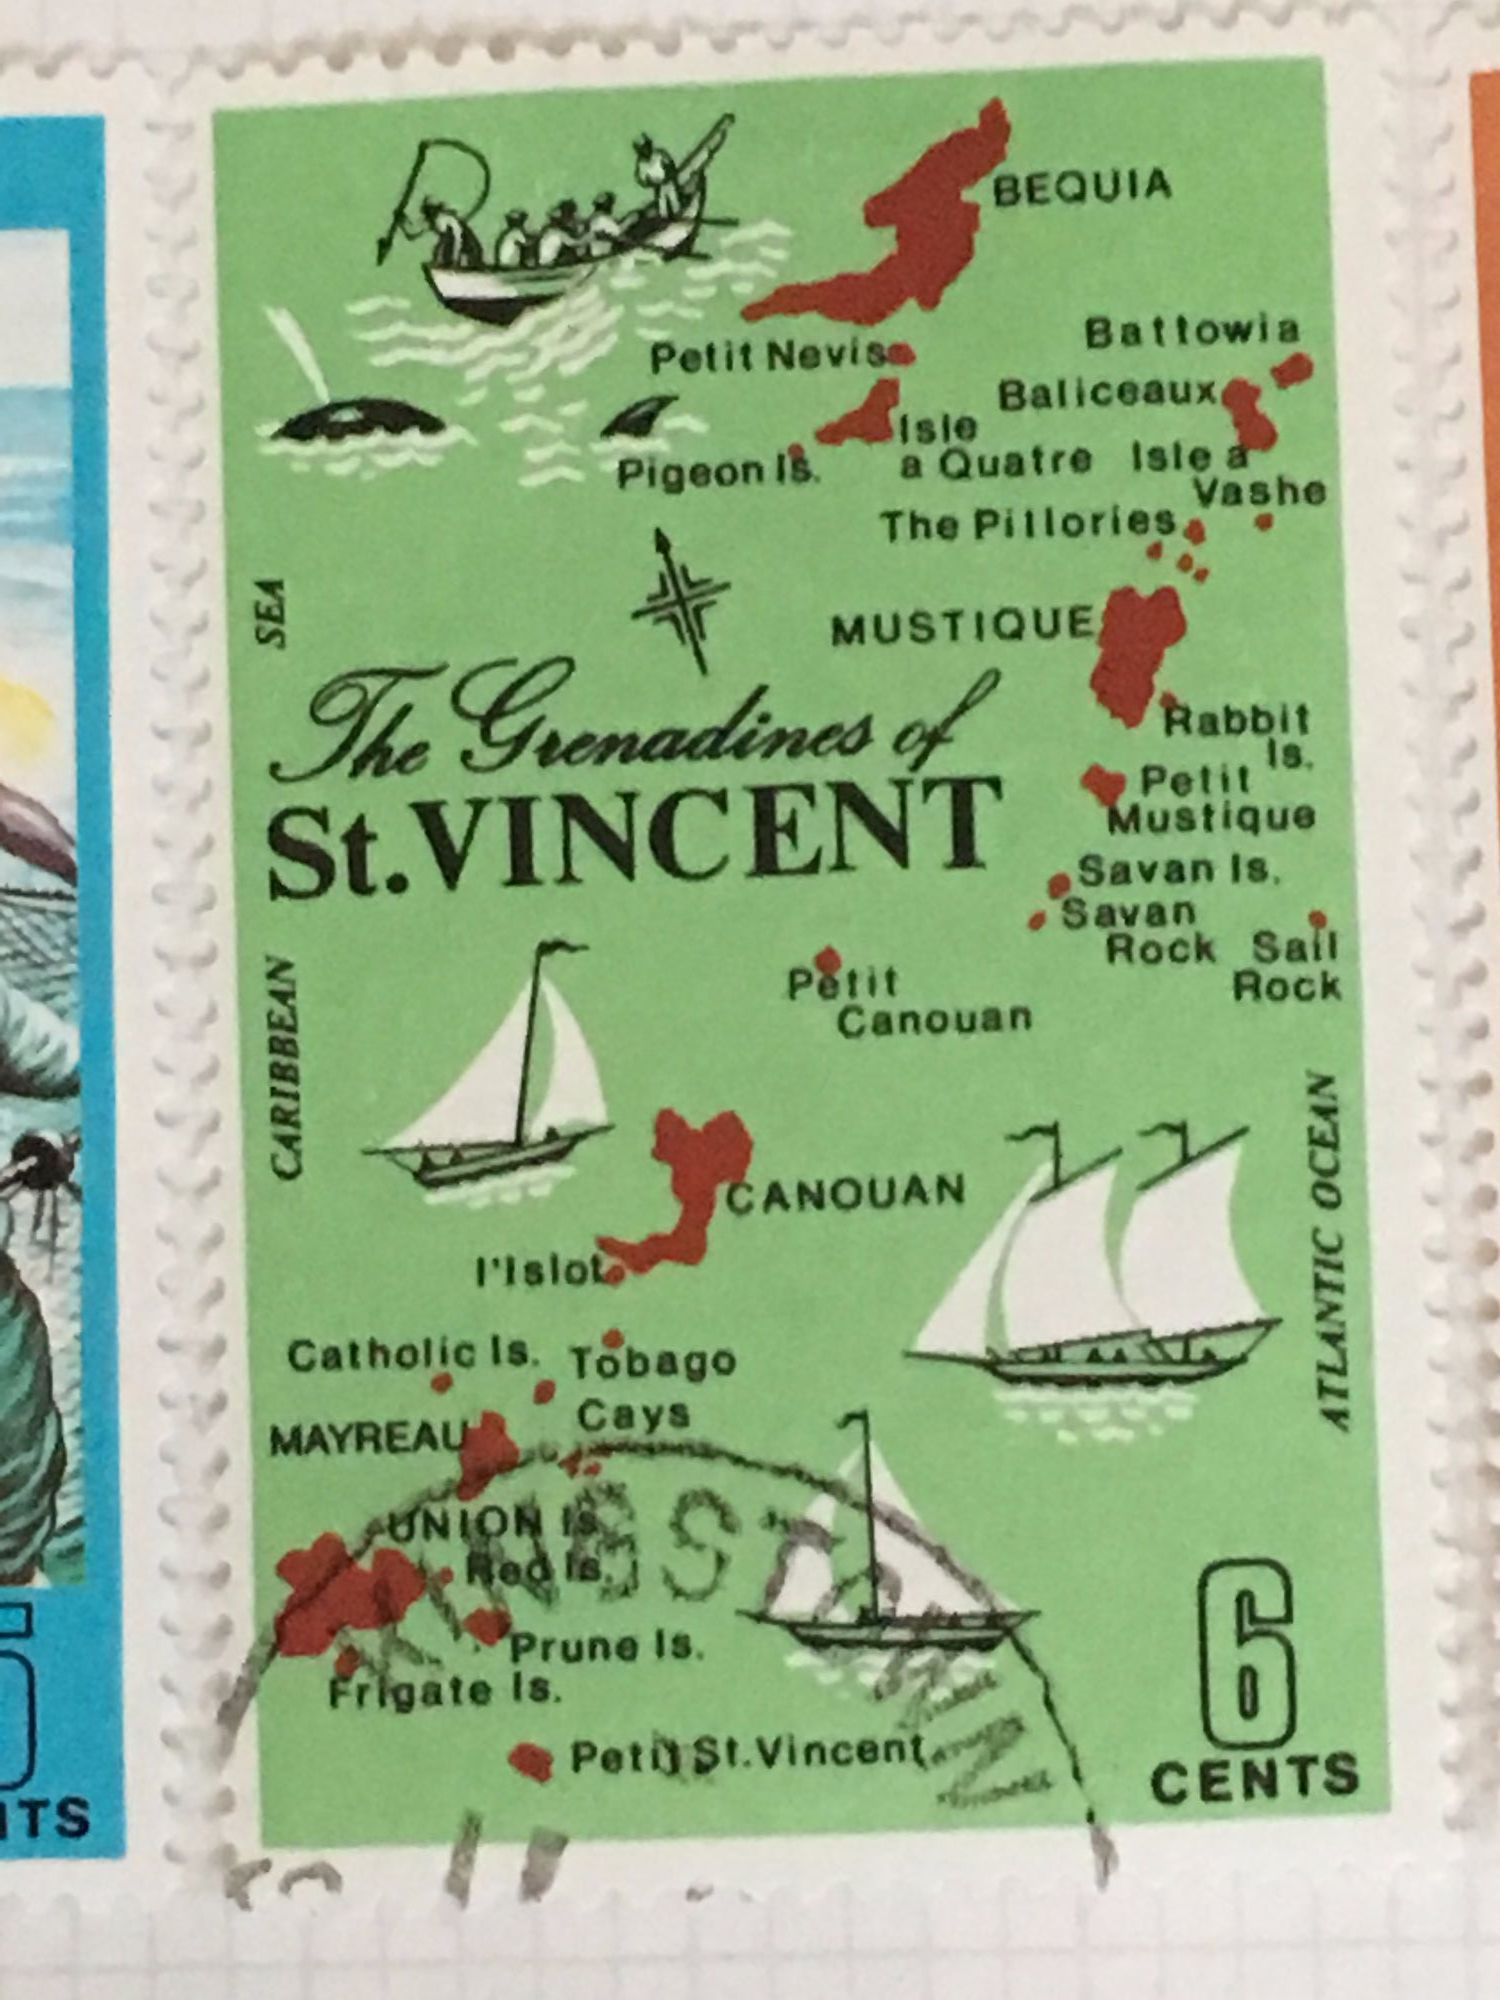 BEQUIA
Petit Nevis
Battowia
Baliceaux
Isle
a Quatre
Pigeon Is.
Isle a
Vashe
The Pillories
SEA
MUSTIQUE
The Grenadines of
St.VINCENT
Rabbit
Is.
Petit
Mustique
Savan Is.
Savan
Rock
Sail
Rock
Petit
Canouan
CARIBBEAN
CANOUAN
l'Islot
ATLANTIC OCEAN
Catholic Is.
Tobago
Cays
MAYREAU
UNION Is.
Red Is.
Prune Is.
Frigate Is.
Petit St.Vincent
6
CENTS